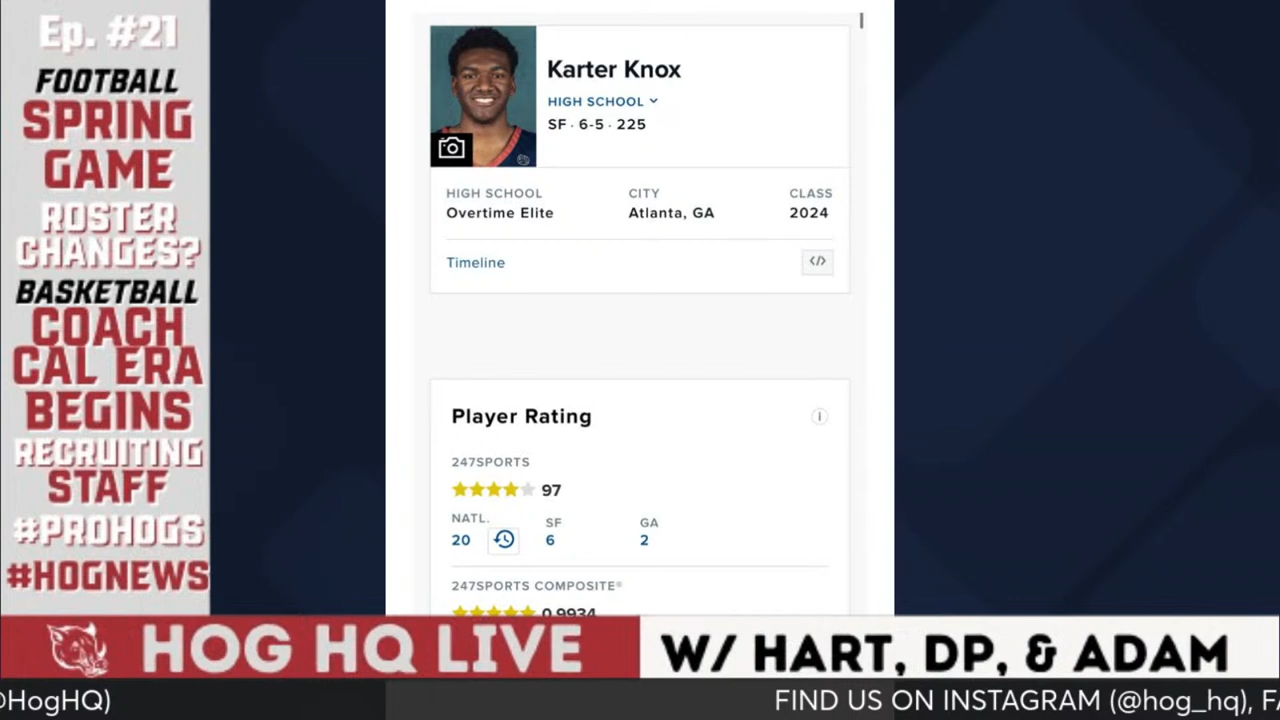 Ep. #21
FOOTBALL
SPRING
GAME
ROSTER
CHANGES?
BASKETBALL
COACH
CAL ERA
BEGINS
RECRUITING
STAFF
#PROHOGS
#HOGNEWS
Karter Knox
HIGH SCHOOL
SF · 6-5 · 225
HIGH SCHOOL CITY CLASS
Overtime Elite Atlanta, GA 2024
Timeline </>
Player Rating
247SPORTS
97
NATL. SF GA
20 6 2
247SPORTS COMPOSITE®
0.9934
HOG HQ LIVE W/ HART, DP, & ADAM
@HogHQ) FIND US ON INSTAGRAM (@hog_hq), FA